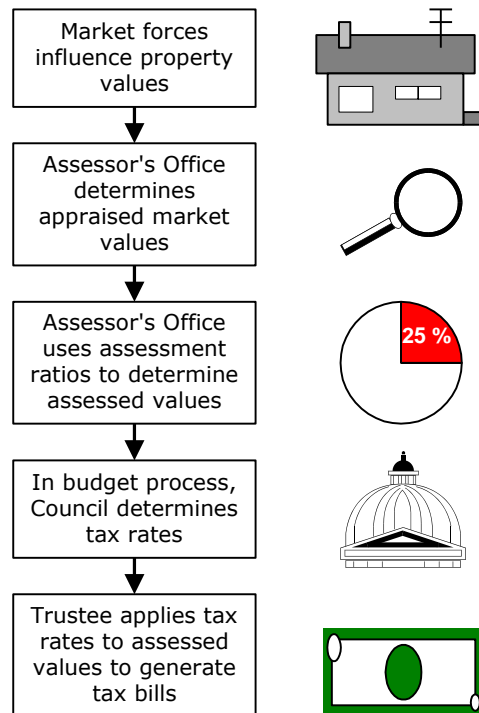 Market forces
influence property
values
Assessor's Office
determines
appraised market
values
Assessor's Office
uses assessment
ratios to determine
assessed values
25 %
In budget process,
Council determines
tax rates
Trustee applies tax
rates to assessed
values to generate
tax bills